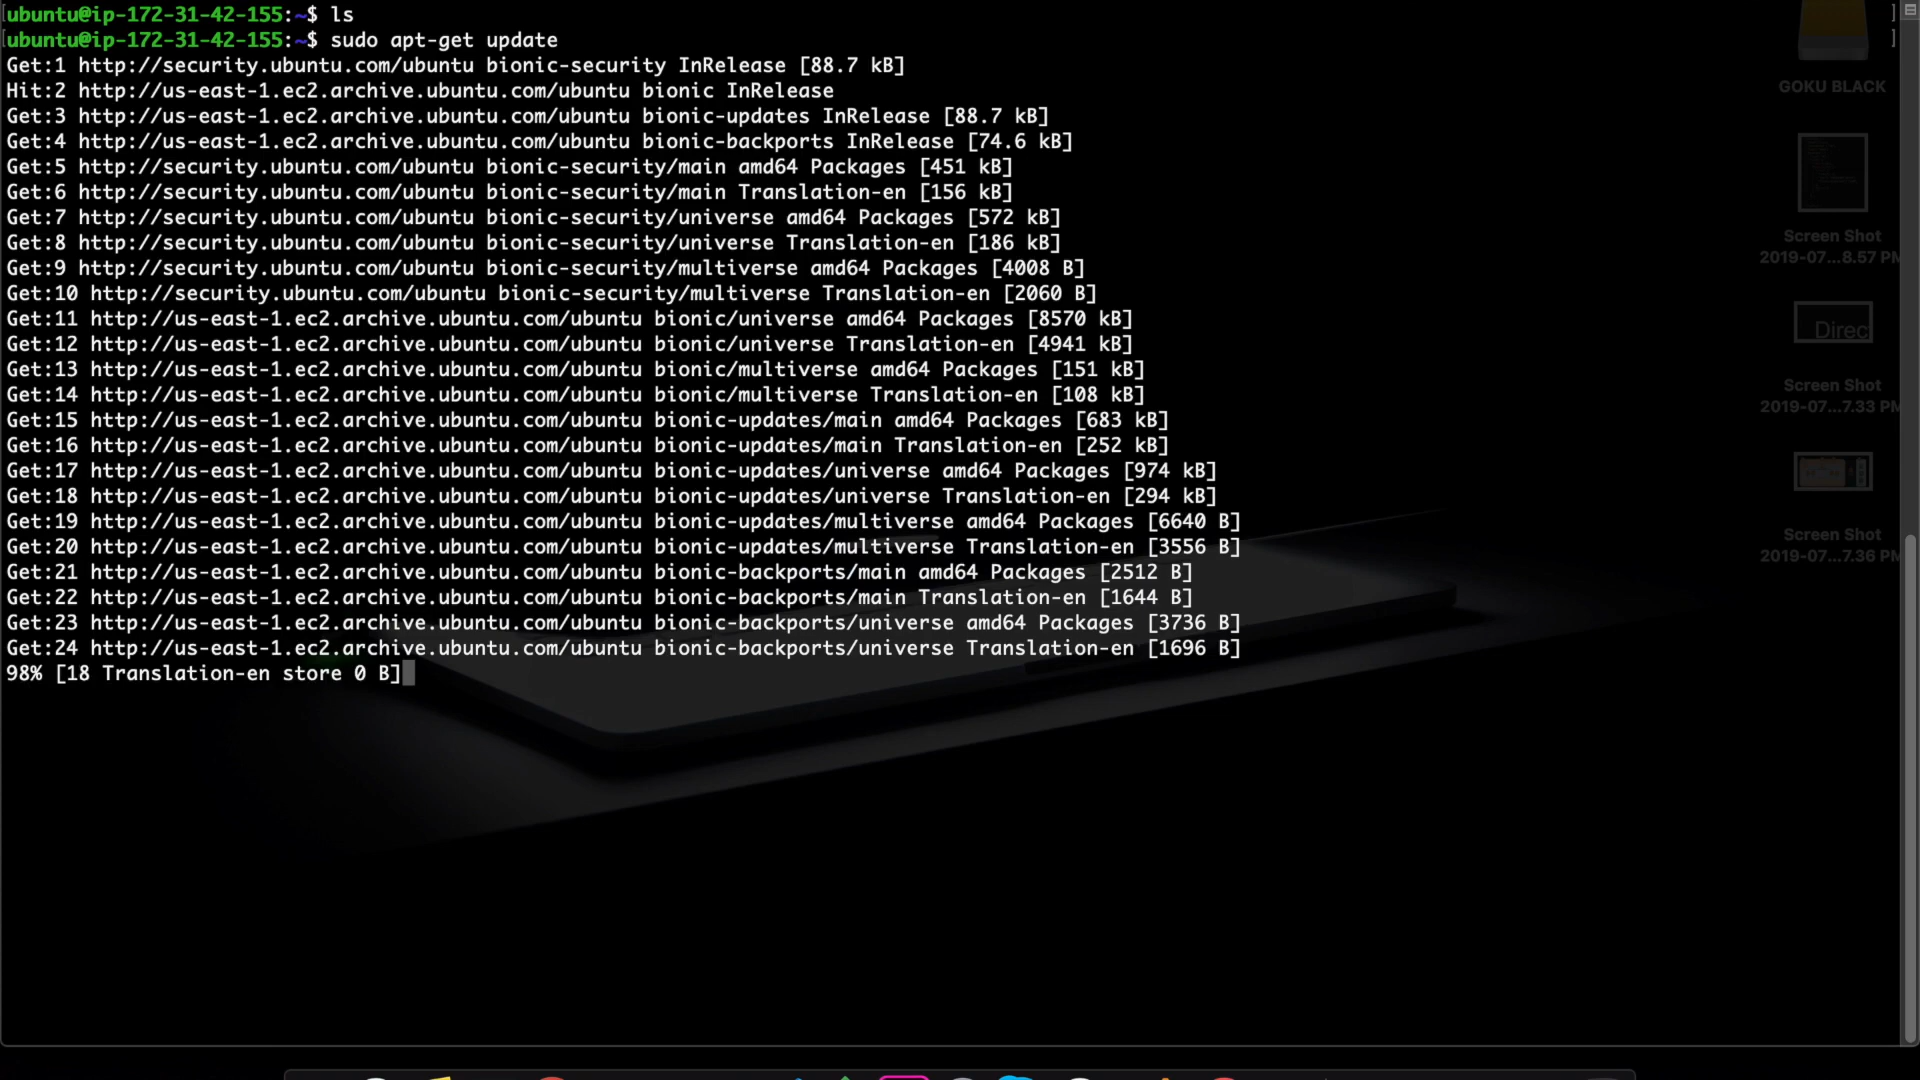 ubuntu@ip-172-31-42-155:~$ ls
ubuntu@ip-172-31-42-155:~$ sudo apt-get update
Get:1 http://security.ubuntu.com/ubuntu bionic-security InRelease [88.7 kB]
Hit:2 http://us-east-1.ec2.archive.ubuntu.com/ubuntu bionic InRelease
Get:3 http://us-east-1.ec2.archive.ubuntu.com/ubuntu bionic-updates InRelease [88.7 kB]
Get:4 http://us-east-1.ec2.archive.ubuntu.com/ubuntu bionic-backports InRelease [74.6 kB]
Get:5 http://security.ubuntu.com/ubuntu bionic-security/main amd64 Packages [451 kB]
Get:6 http://security.ubuntu.com/ubuntu bionic-security/main Translation-en [156 kB]
Get:7 http://security.ubuntu.com/ubuntu bionic-security/universe amd64 Packages [572 kB]
Get:8 http://security.ubuntu.com/ubuntu bionic-security/universe Translation-en [186 kB]
Get:9 http://security.ubuntu.com/ubuntu bionic-security/multiverse amd64 Packages [4008 B]
Get:10 http://security.ubuntu.com/ubuntu bionic-security/multiverse Translation-en [2060 B]
Get:11 http://us-east-1.ec2.archive.ubuntu.com/ubuntu bionic/universe amd64 Packages [8570 kB]
Get:12 http://us-east-1.ec2.archive.ubuntu.com/ubuntu bionic/universe Translation-en [4941 kB]
Get:13 http://us-east-1.ec2.archive.ubuntu.com/ubuntu bionic/multiverse amd64 Packages [151 kB]
Get:14 http://us-east-1.ec2.archive.ubuntu.com/ubuntu bionic/multiverse Translation-en [108 kB]
Get:15 http://us-east-1.ec2.archive.ubuntu.com/ubuntu bionic-updates/main amd64 Packages [683 kB]
Get:16 http://us-east-1.ec2.archive.ubuntu.com/ubuntu bionic-updates/main Translation-en [252 kB]
Get:17 http://us-east-1.ec2.archive.ubuntu.com/ubuntu bionic-updates/universe amd64 Packages [974 kB]
Get:18 http://us-east-1.ec2.archive.ubuntu.com/ubuntu bionic-updates/universe Translation-en [294 kB]
Get:19 http://us-east-1.ec2.archive.ubuntu.com/ubuntu bionic-updates/multiverse amd64 Packages [6640 B]
Get:20 http://us-east-1.ec2.archive.ubuntu.com/ubuntu bionic-updates/multiverse Translation-en [3556 B]
Get:21 http://us-east-1.ec2.archive.ubuntu.com/ubuntu bionic-backports/main amd64 Packages [2512 B]
Get:22 http://us-east-1.ec2.archive.ubuntu.com/ubuntu bionic-backports/main Translation-en [1644 B]
Get:23 http://us-east-1.ec2.archive.ubuntu.com/ubuntu bionic-backports/universe amd64 Packages [3736 B]
Get:24 http://us-east-1.ec2.archive.ubuntu.com/ubuntu bionic-backports/universe Translation-en [1696 B]
98% [18 Translation-en store 0 B]
GOKU BLACK
Screen Shot
2019-07...8.57 PM
Direc
Screen Shot
2019-07...7.33 PM
Screen Shot
2019-07...7.36 PM